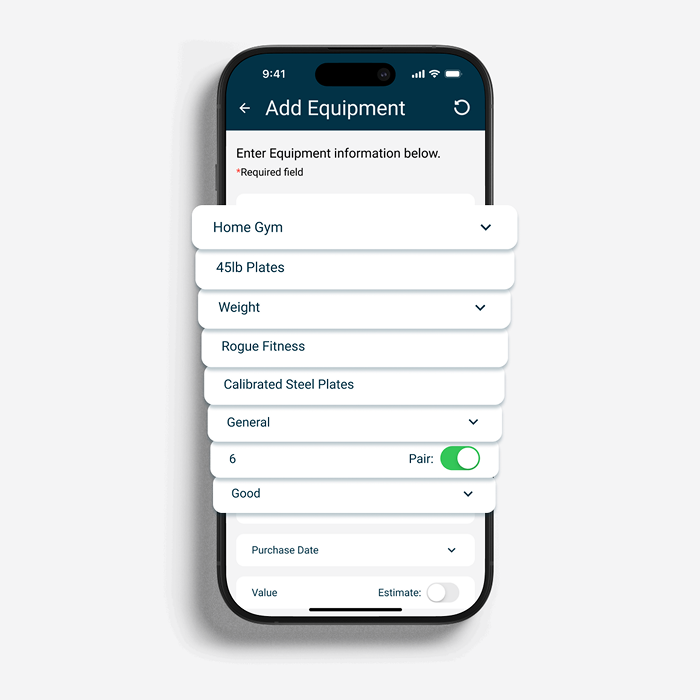 9:41
Add Equipment
Enter Equipment information below.
*Required field
Home Gym
45lb Plates
Weight
Rogue Fitness
Calibrated Steel Plates
General
6 Pair:
Good
Purchase Date
Value Estimate: